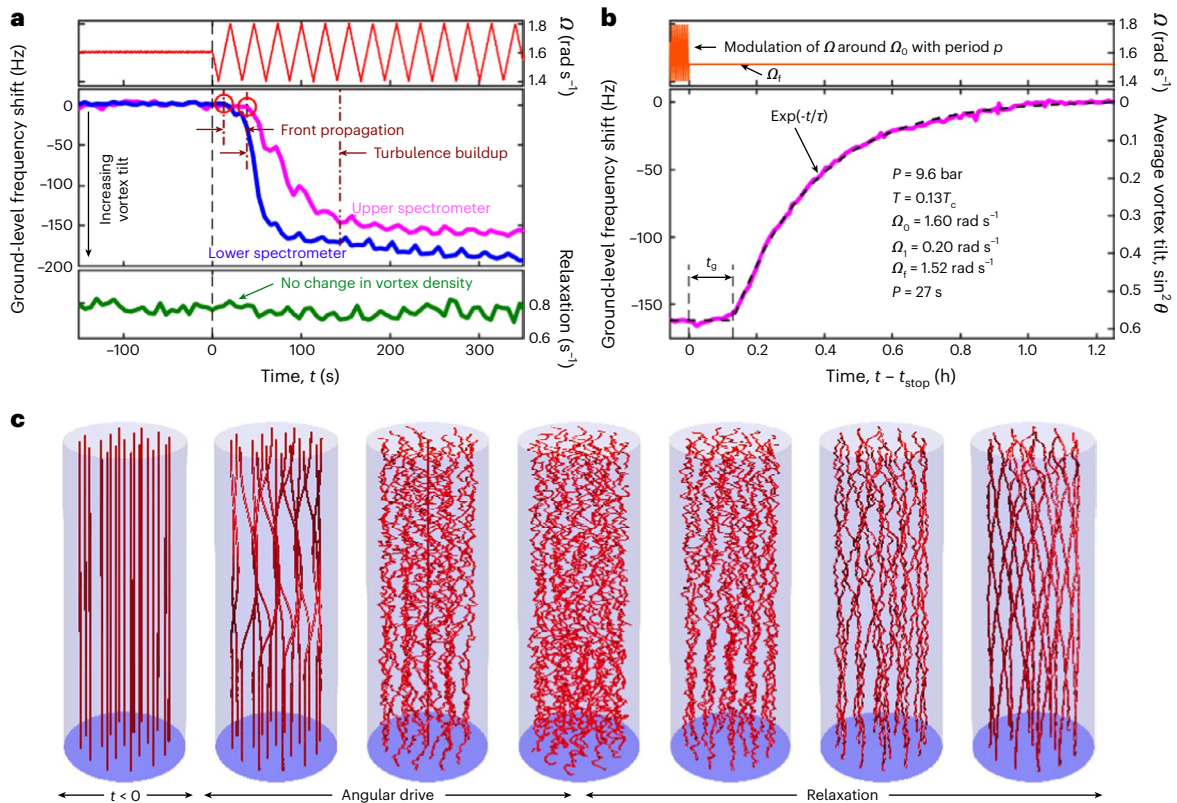 a
Ground-level frequency shift (Hz)
1.8
1.6
1.4
Ω (rad s⁻¹)
0
−50
−100
−150
−200
Increasing
vortex tilt
Front propagation
Turbulence buildup
Upper spectrometer
Lower spectrometer
No change in vortex density
0.8
0.6
Relaxation (s⁻¹)
−100
0
100
200
300
Time, t (s)
b
Ground-level frequency shift (Hz)
Modulation of Ω around Ω₀ with period p
Ω_f
1.8
1.6
1.4
Ω (rad s⁻¹)
0
−50
−100
−150
Exp(-t/τ)
t_g
P = 9.6 bar
T = 0.13T_c
Ω₀ = 1.60 rad s⁻¹
Ω₁ = 0.20 rad s⁻¹
Ω_f = 1.52 rad s⁻¹
P = 27 s
0
0.1
0.2
0.3
0.4
0.5
0.6
Average vortex tilt, sin² θ
0
0.2
0.4
0.6
0.8
1.0
1.2
Time, t − t_stop (h)
c
t < 0
Angular drive
Relaxation